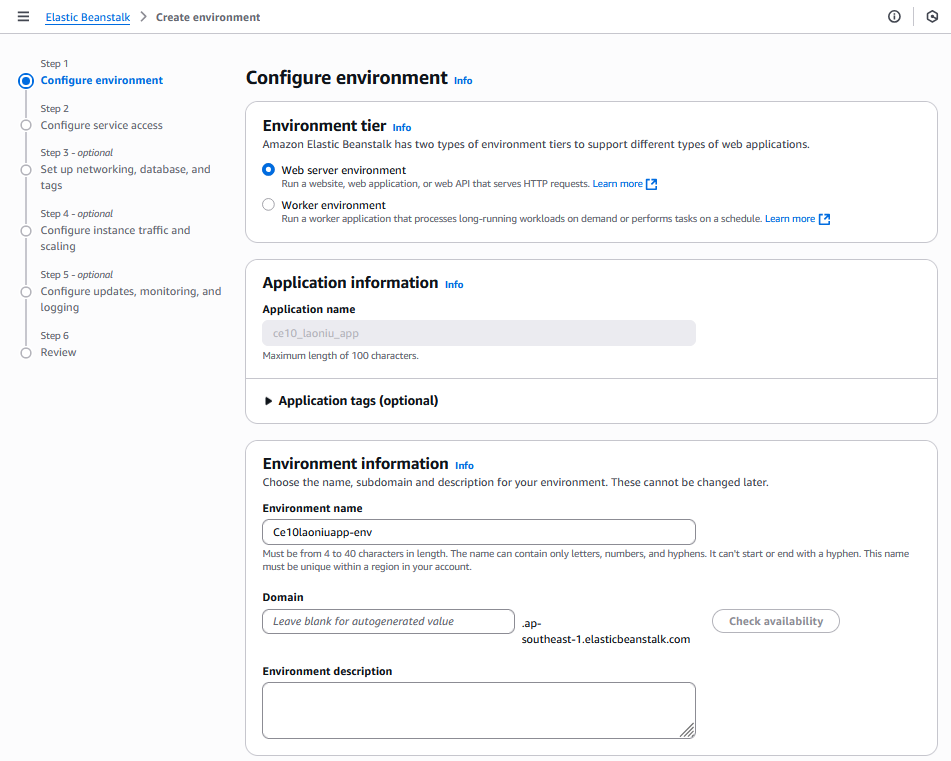 Elastic Beanstalk > Create environment
Step 1
Configure environment
Step 2
Configure service access
Step 3 - optional
Set up networking, database, and
tags
Step 4 - optional
Configure instance traffic and
scaling
Step 5 - optional
Configure updates, monitoring, and
logging
Step 6
Review
Configure environment Info
Environment tier Info
Amazon Elastic Beanstalk has two types of environment tiers to support different types of web applications.
Web server environment
Run a website, web application, or web API that serves HTTP requests. Learn more
Worker environment
Run a worker application that processes long-running workloads on demand or performs tasks on a schedule. Learn more
Application information Info
Application name
ce10_laoniu_app
Maximum length of 100 characters.
Application tags (optional)
Environment information Info
Choose the name, subdomain and description for your environment. These cannot be changed later.
Environment name
Ce10laoniuapp-env
Must be from 4 to 40 characters in length. The name can contain only letters, numbers, and hyphens. It can't start or end with a hyphen. This name
must be unique within a region in your account.
Domain
Leave blank for autogenerated value
.ap-
southeast-1.elasticbeanstalk.com
Check availability
Environment description